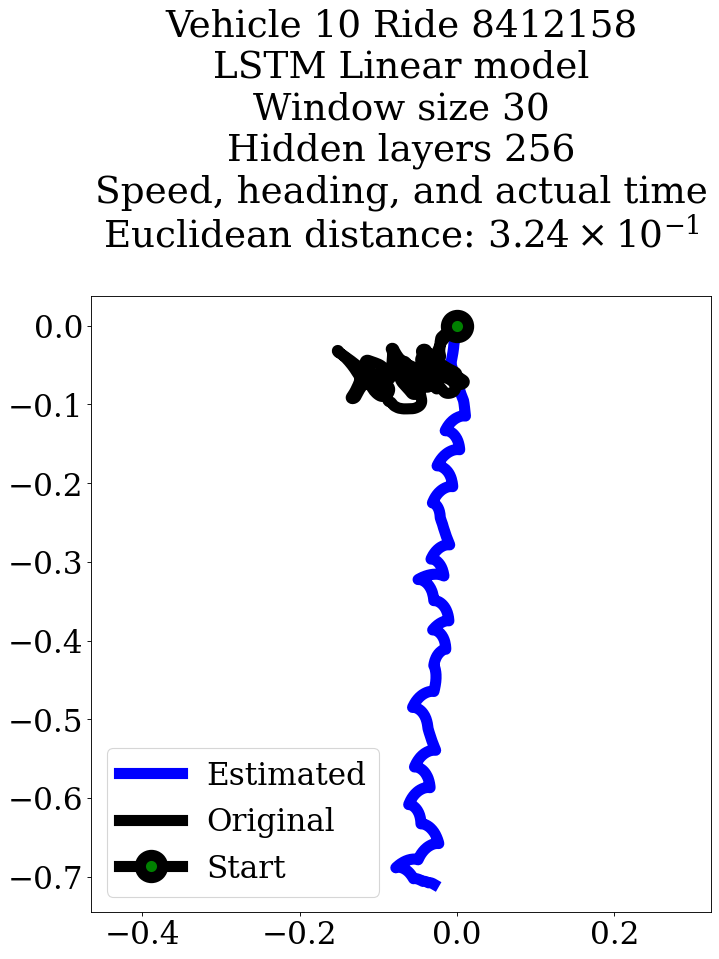 Vehicle 10 Ride 8412158
LSTM Linear model
Window size 30
Hidden layers 256
Speed, heading, and actual time
Euclidean distance: 3.24 × 10⁻¹
0.0
−0.1
−0.2
−0.3
−0.4
−0.5
−0.6
−0.7
Estimated
Original
Start
−0.4 −0.2 0.0 0.2